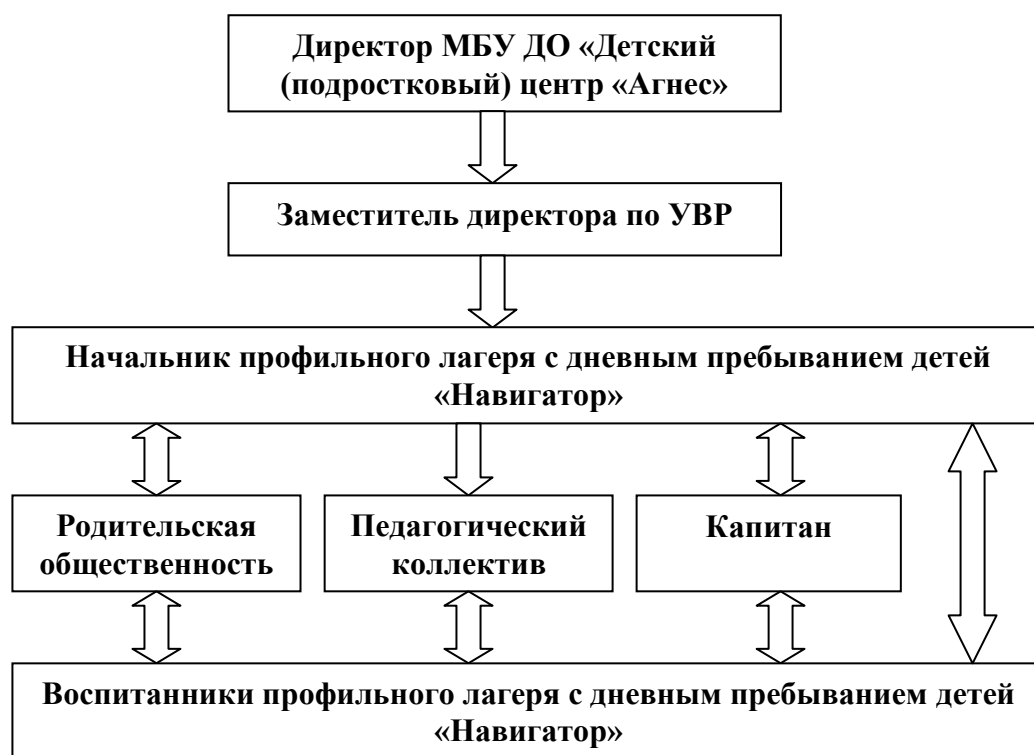 Директор МБУ ДО «Детский
(подростковый) центр «Агнес»
Заместитель директора по УВР
Начальник профильного лагеря с дневным пребыванием детей
«Навигатор»
Родительская
общественность
Педагогический
коллектив
Капитан
Воспитанники профильного лагеря с дневным пребыванием детей
«Навигатор»